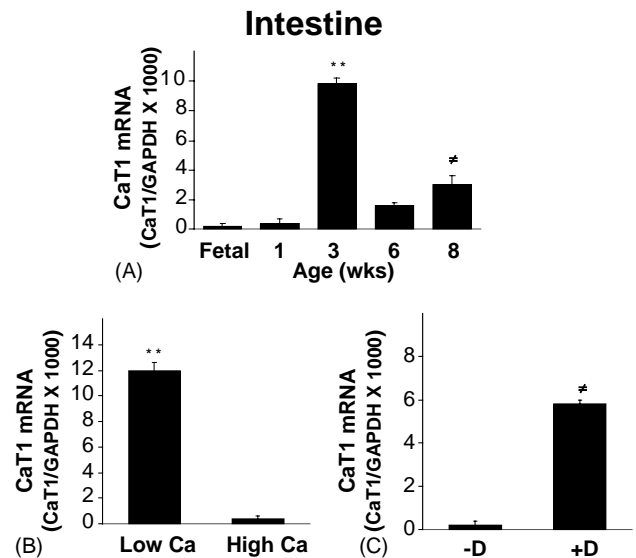 Intestine
CaT1 mRNA
(CaT1/GAPDH X 1000)
10
8
6
4
2
0
**
≠
Fetal 1 3 6 8
Age (wks)
(A)
CaT1 mRNA
(CaT1/GAPDH X 1000)
14
12
10
8
6
4
2
0
**
Low Ca High Ca
(B)
CaT1 mRNA
(CaT1/GAPDH X 1000)
8
6
4
2
0
≠
-D +D
(C)